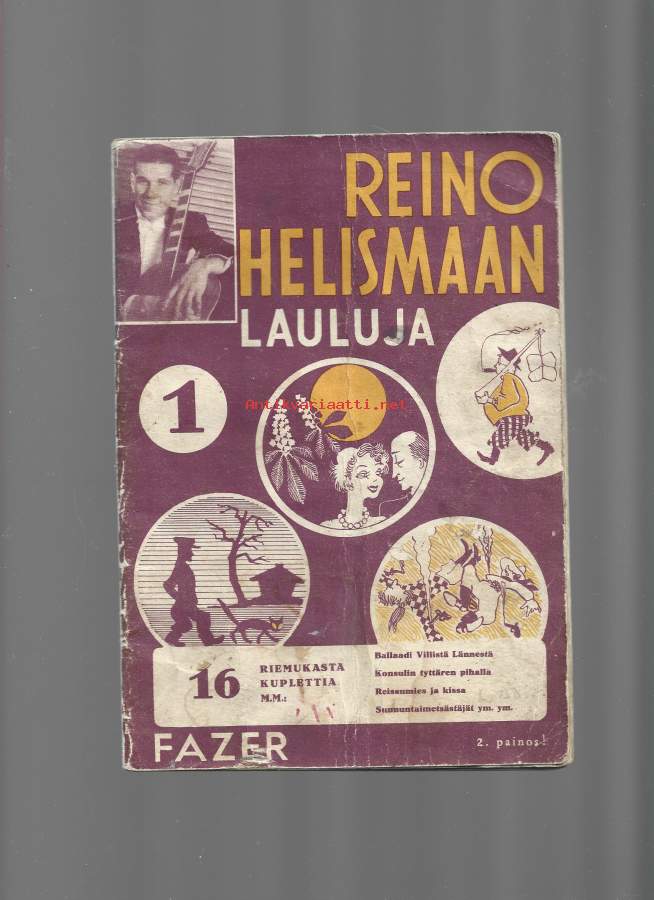 REINO
HELISMAAN
LAULUJA
1
Antikvariaatti.net
16
RIEMUKASTA
KUPLETTIA
M.M.:
Ballaadi Villistä Lännestä
Konsulin tyttären pihalla
Reissumies ja kissa
Sunnuntaimetsästäjät ym. ym.
FAZER
2. painos!